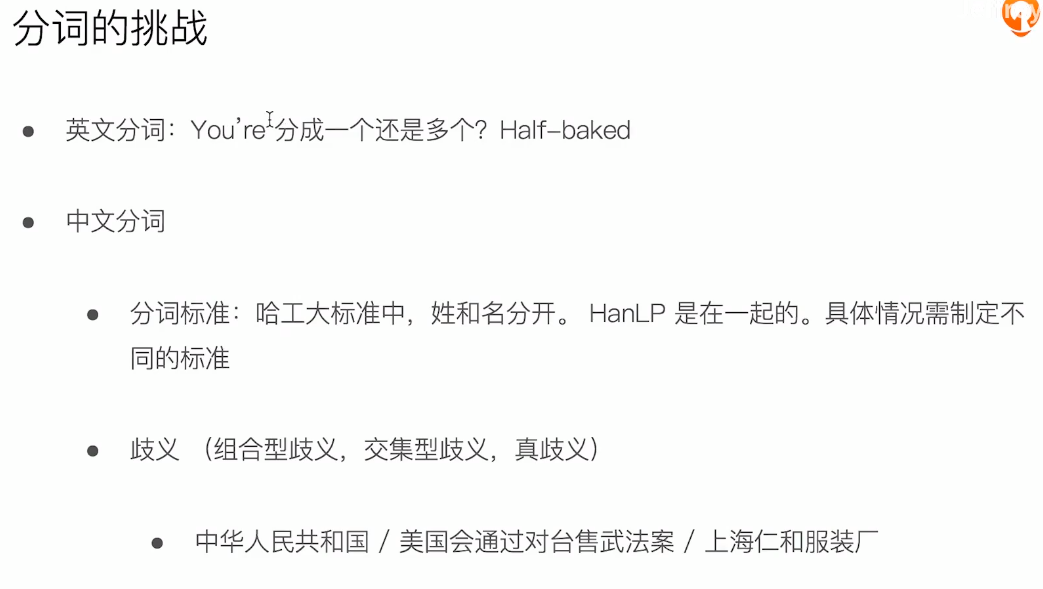 分词的挑战
英文分词：You're分成一个还是多个？Half-baked
中文分词
分词标准：哈工大标准中，姓和名分开。 HanLP 是在一起的。具体情况需制定不
同的标准
歧义 （组合型歧义，交集型歧义，真歧义）
中华人民共和国 / 美国会通过对台售武法案 / 上海仁和服装厂